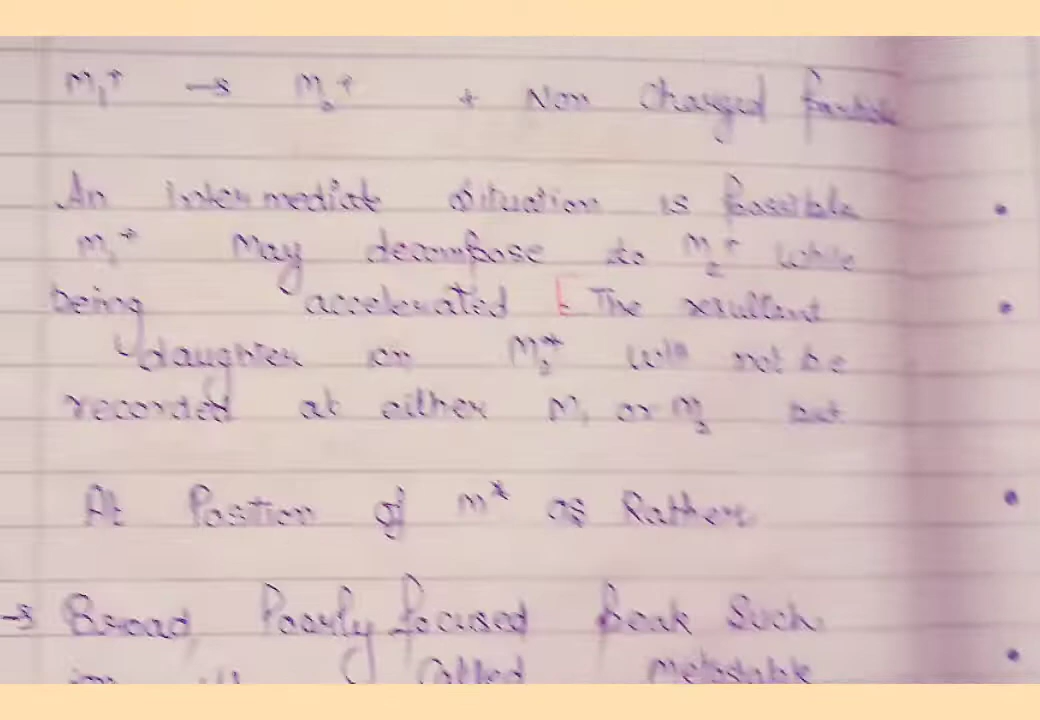 M₁⁺ → M₂⁺ + Non Charged Particle
An intermediate situation is Possible
M₁⁺ May decompose to M₂⁺ while
being accelerated [ The resultant
daughter on M₂⁺ will not be
recorded at either M₁ or M₂ but
At Postion of m* as Rather
→ Broad, Poorly focused Peak Such
Called metastable